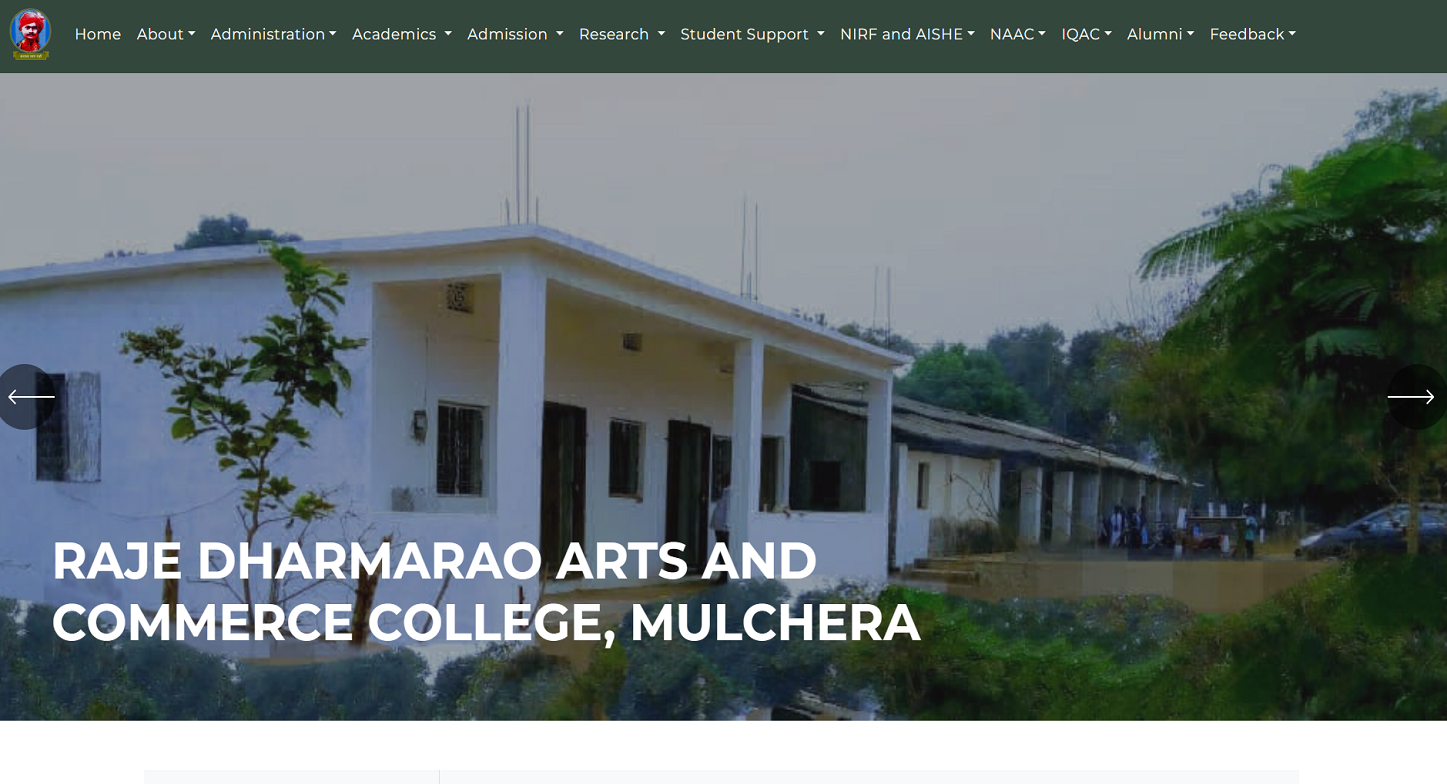 Home About Administration Academics Admission Research Student Support NIRF and AISHE NAAC IQAC Alumni Feedback
RAJE DHARMARAO ARTS AND
COMMERCE COLLEGE, MULCHERA